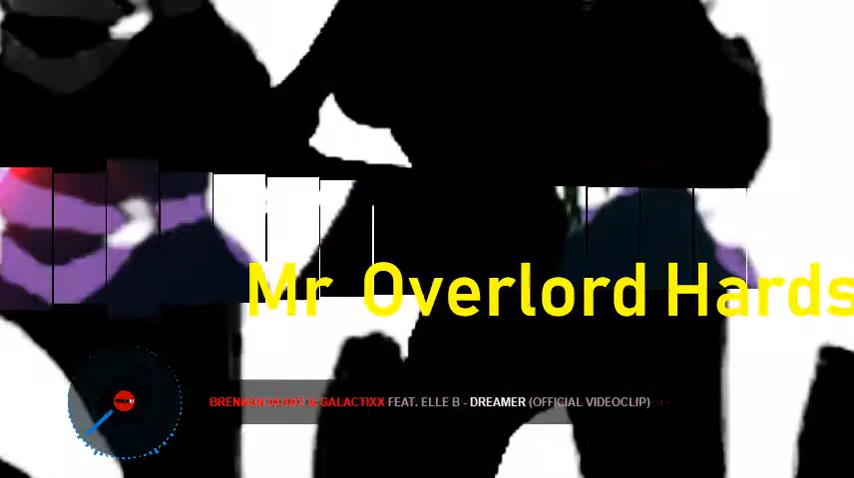 Mr Overlord Hards
BRENNAN HEART & GALACTIXX FEAT. ELLE B - DREAMER (OFFICIAL VIDEOCLIP)